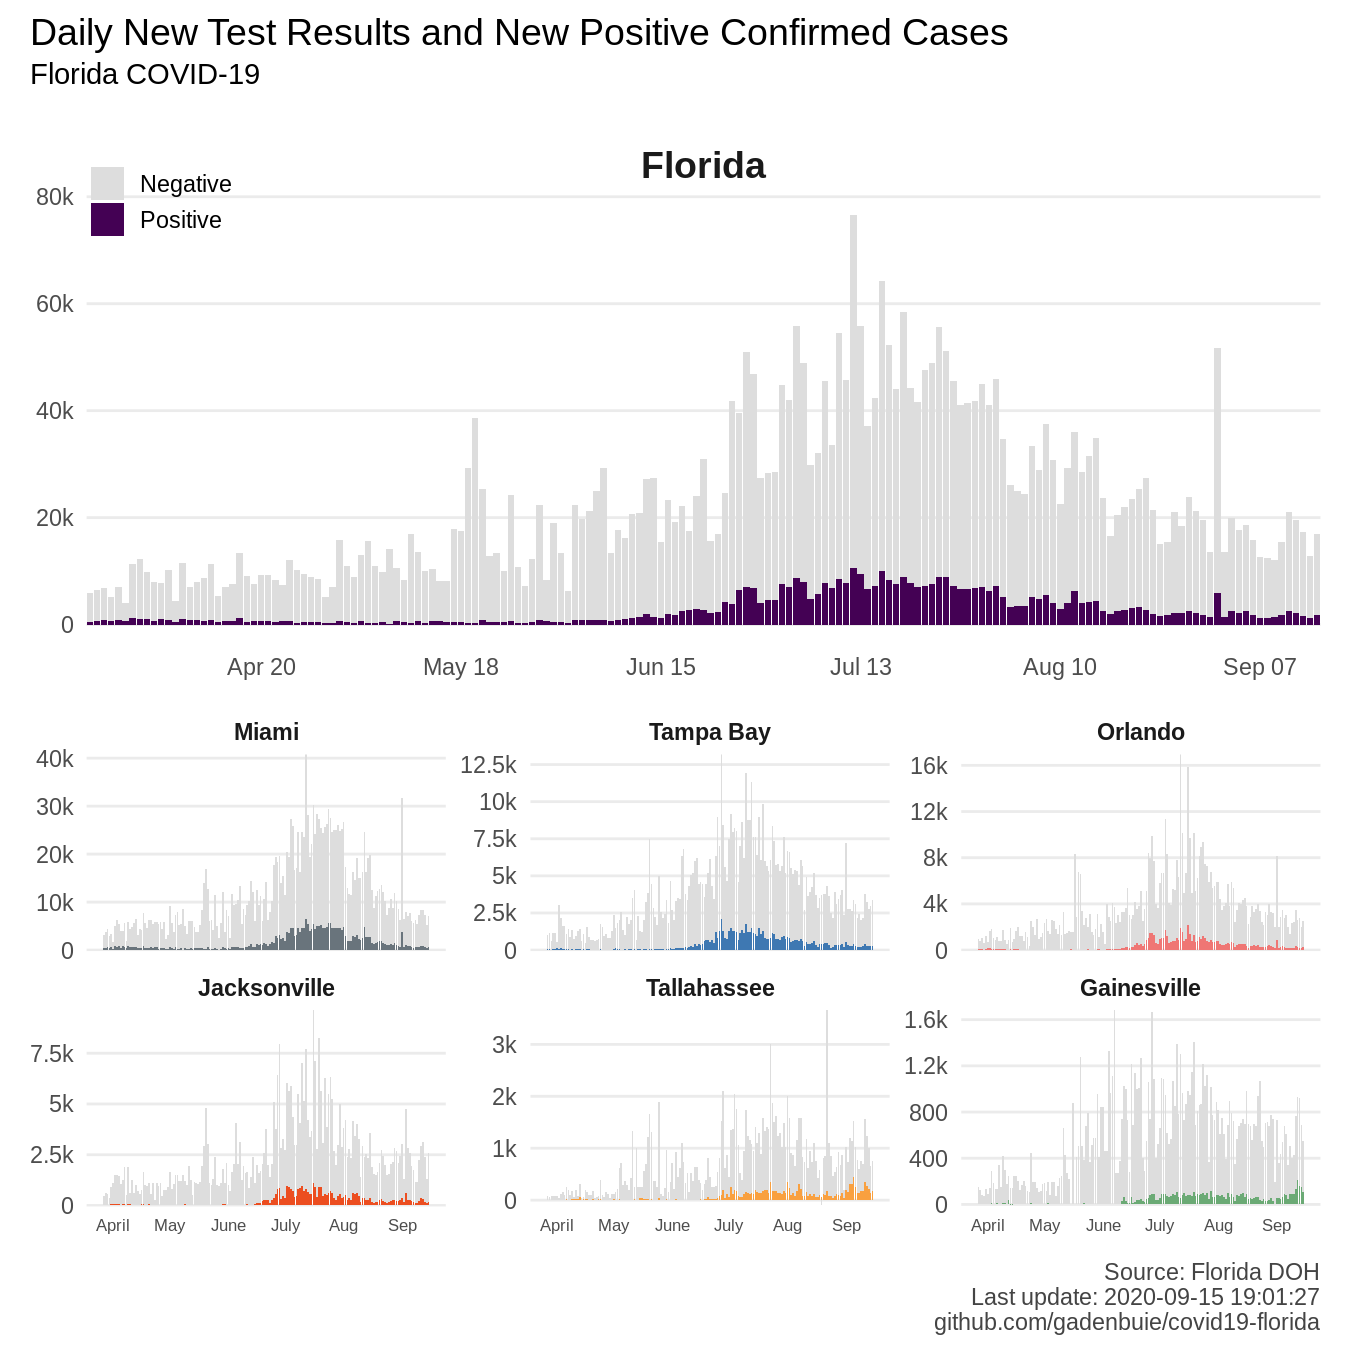 Daily New Test Results and New Positive Confirmed Cases
Florida COVID-19
Florida
Negative
Positive
80k
60k
40k
20k
0
Apr 20 May 18 Jun 15 Jul 13 Aug 10 Sep 07
Miami
40k
30k
20k
10k
0
Tampa Bay
12.5k
10k
7.5k
5k
2.5k
0
Orlando
16k
12k
8k
4k
0
Jacksonville
7.5k
5k
2.5k
0
April May June July Aug Sep
Tallahassee
3k
2k
1k
0
April May June July Aug Sep
Gainesville
1.6k
1.2k
800
400
0
April May June July Aug Sep
Source: Florida DOH
Last update: 2020-09-15 19:01:27
github.com/gadenbuie/covid19-florida